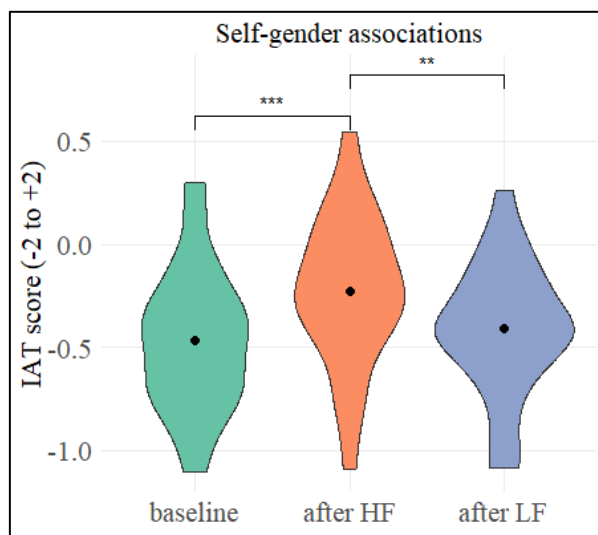 Self-gender associations
**
***
IAT score (-2 to +2)
0.5
0.0
-0.5
-1.0
baseline after HF after LF